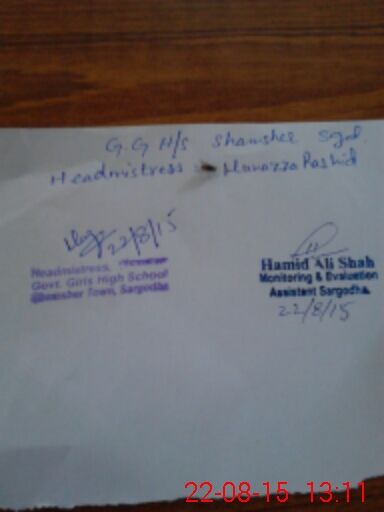 G.G H/S Shamsher Sgd.
Headmistress Munazza Rashid
22/8/15
Headmistress,
Govt. Girls High School
Shamsher Town, Sargodha
Hamid Ali Shah
Monitoring & Evaluation
Assistant Sargodha
22/8/15
22-08-15 13:11